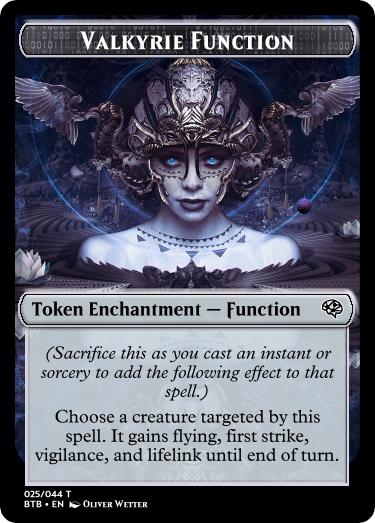 Valkyrie Function
Token Enchantment — Function
(Sacrifice this as you cast an instant or
sorcery to add the following effect to that
spell.)
Choose a creature targeted by this
spell. It gains flying, first strike,
vigilance, and lifelink until end of turn.
025/044 T
BTB • EN Oliver Wetter